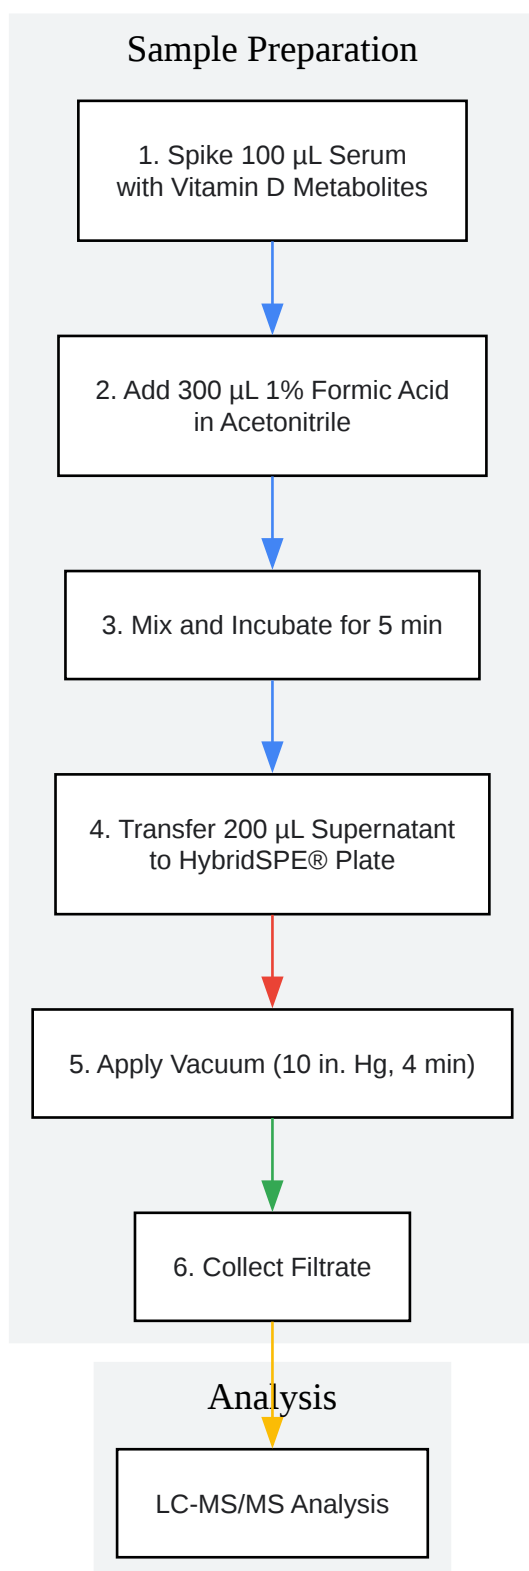 Sample Preparation
1. Spike 100 µL Serum
with Vitamin D Metabolites
2. Add 300 µL 1% Formic Acid
in Acetonitrile
3. Mix and Incubate for 5 min
4. Transfer 200 µL Supernatant
to HybridSPE® Plate
5. Apply Vacuum (10 in. Hg, 4 min)
6. Collect Filtrate
Analysis
LC-MS/MS Analysis